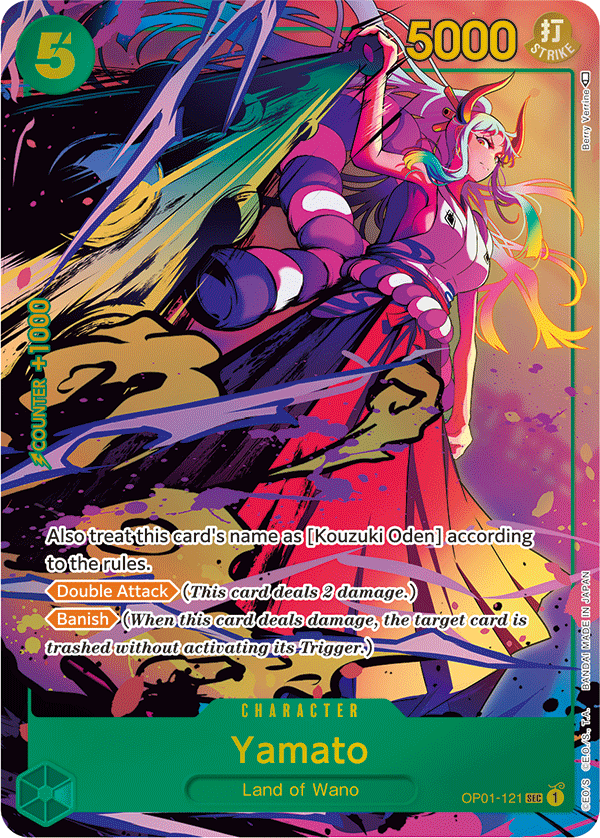 5
5000
打
STRIKE
Berry Verrine
COUNTER +1000
Also treat this card's name as [Kouzuki Oden] according
to the rules.
Double Attack (This card deals 2 damage.)
Banish (When this card deals damage, the target card is
trashed without activating its Trigger.)
©E.O./S ©E.O./S., T.A. BANDAI MADE IN JAPAN
CHARACTER
Yamato
Land of Wano
OP01-121 SEC 1